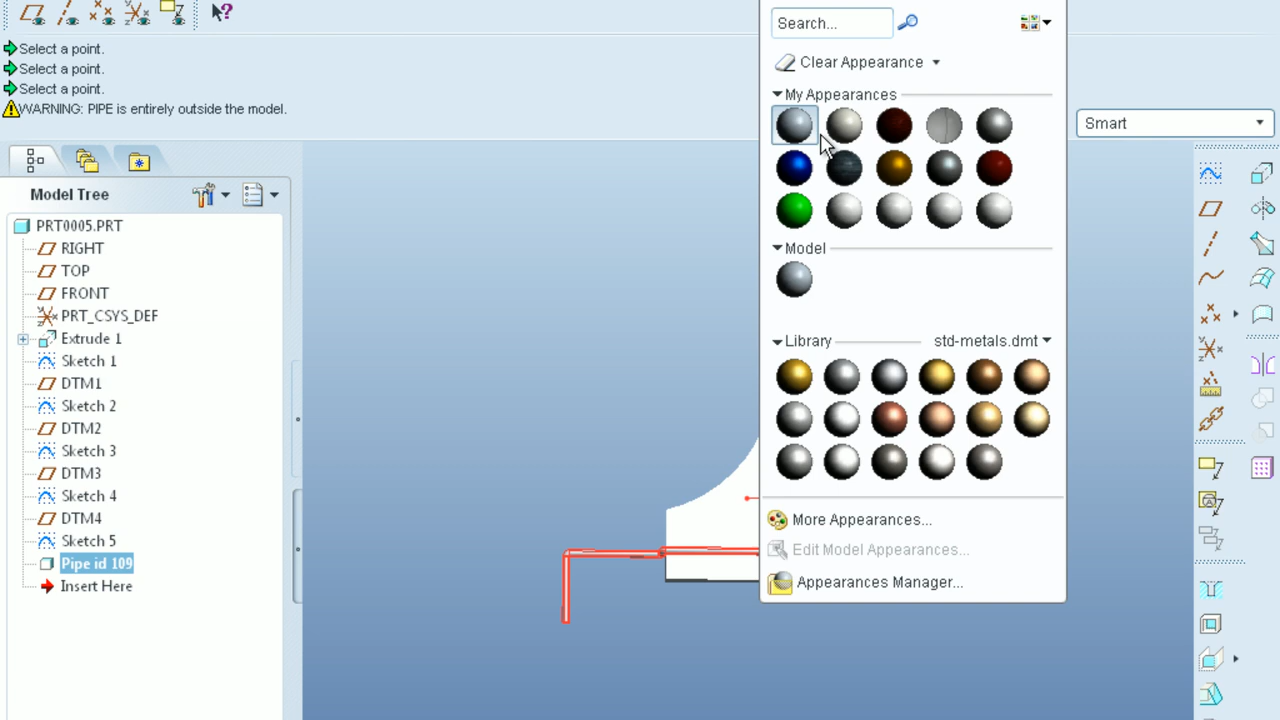 Select a point.
Select a point.
Select a point.
WARNING: PIPE is entirely outside the model.
Model Tree
PRT0005.PRT
RIGHT
TOP
FRONT
PRT_CSYS_DEF
Extrude 1
Sketch 1
DTM1
Sketch 2
DTM2
Sketch 3
DTM3
Sketch 4
DTM4
Sketch 5
Pipe id 109
Insert Here
Search...
Clear Appearance
My Appearances
Model
Library std-metals.dmt
More Appearances...
Edit Model Appearances...
Appearances Manager...
Smart